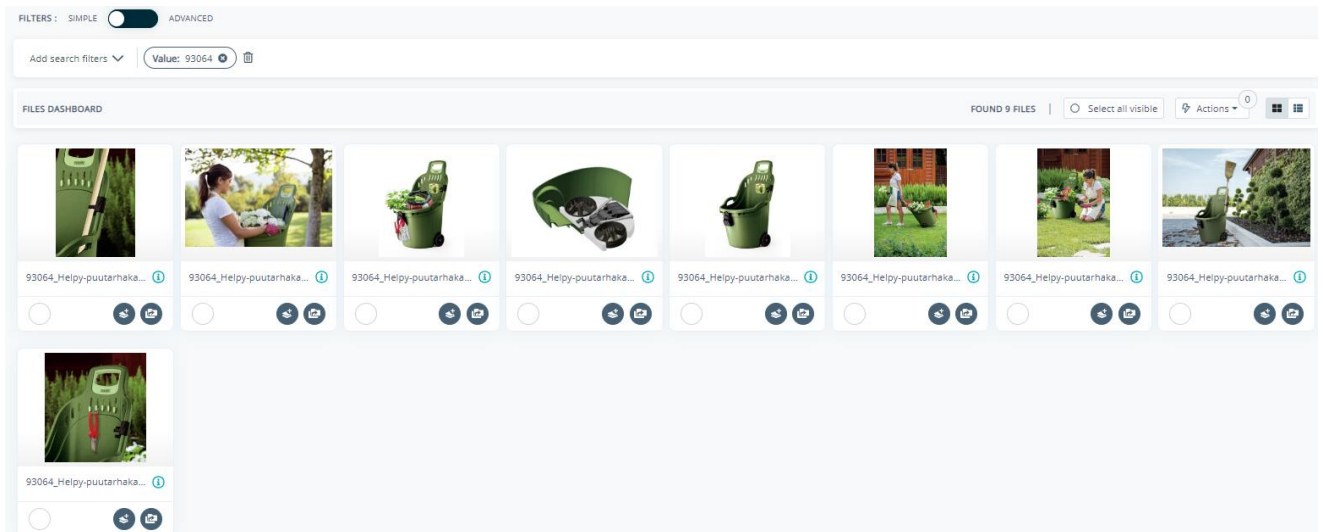 FILTERS : SIMPLE ADVANCED
Add search filters Value: 93064
FILES DASHBOARD FOUND 9 FILES | Select all visible Actions 0
93064_Helpy-puutarhaka... 93064_Helpy-puutarhaka... 93064_Helpy-puutarhaka... 93064_Helpy-puutarhaka... 93064_Helpy-puutarhaka... 93064_Helpy-puutarhaka... 93064_Helpy-puutarhaka... 93064_Helpy-puutarhaka...
93064_Helpy-puutarhaka...